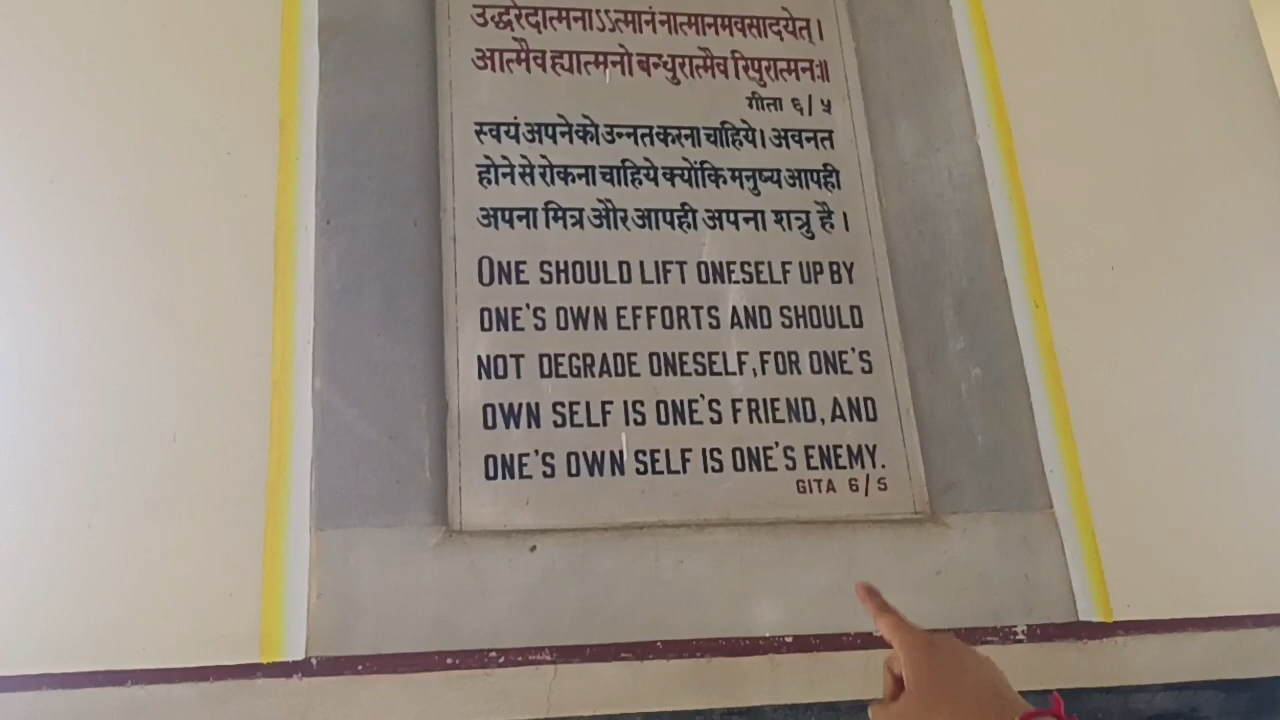 उद्धरेदात्मनाऽऽत्मानं नात्मानमवसादयेत्।
आत्मैव ह्यात्मनो बन्धुरात्मैव रिपुरात्मनः॥
गीता ६/५
स्वयं अपने को उन्नत करना चाहिये। अवनत
होने से रोकना चाहिये क्योंकि मनुष्य आपही
अपना मित्र और आपही अपना शत्रु है।
ONE SHOULD LIFT ONESELF UP BY
ONE'S OWN EFFORTS AND SHOULD
NOT DEGRADE ONESELF, FOR ONE'S
OWN SELF IS ONE'S FRIEND, AND
ONE'S OWN SELF IS ONE'S ENEMY.
GITA 6/5